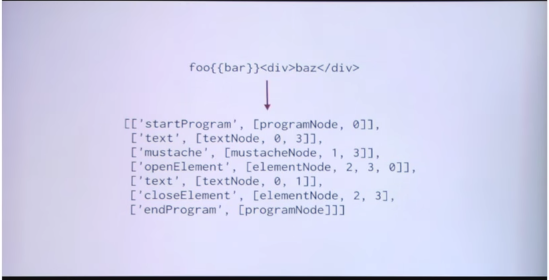 foo{{bar}}<div>baz</div>
[['startProgram', [programNode, 0]],
['text', [textNode, 0, 3]],
['mustache', [mustacheNode, 1, 3]],
['openElement', [elementNode, 2, 3, 0]],
['text', [textNode, 0, 1]],
['closeElement', [elementNode, 2, 3],
['endProgram', [programNode]]]